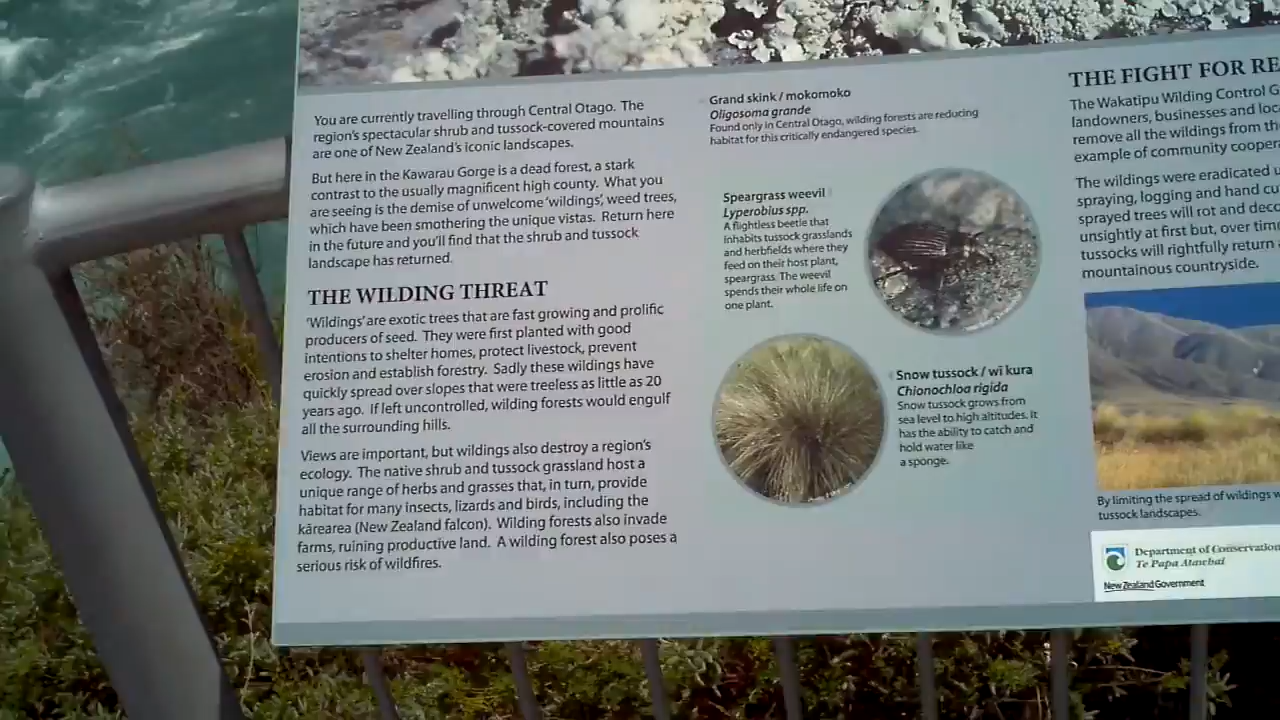 You are currently travelling through Central Otago. The
region's spectacular shrub and tussock-covered mountains
are one of New Zealand's iconic landscapes.
But here in the Kawarau Gorge is a dead forest, a stark
contrast to the usually magnificent high county. What you
are seeing is the demise of unwelcome 'wildings', weed trees,
which have been smothering the unique vistas. Return here
in the future and you'll find that the shrub and tussock
landscape has returned.
THE WILDING THREAT
'Wildings' are exotic trees that are fast growing and prolific
producers of seed. They were first planted with good
intentions to shelter homes, protect livestock, prevent
erosion and establish forestry. Sadly these wildings have
quickly spread over slopes that were treeless as little as 20
years ago. If left uncontrolled, wilding forests would engulf
all the surrounding hills.
Views are important, but wildings also destroy a region's
ecology. The native shrub and tussock grassland host a
unique range of herbs and grasses that, in turn, provide
habitat for many insects, lizards and birds, including the
kārearea (New Zealand falcon). Wilding forests also invade
farms, ruining productive land. A wilding forest also poses a
serious risk of wildfires.
Grand skink / mokomoko
Oligosoma grande
Found only in Central Otago, wilding forests are reducing
habitat for this critically endangered species.
Speargrass weevil
Lyperobius spp.
A flightless beetle that
inhabits tussock grasslands
and herbfields where they
feed on their host plant,
speargrass. The weevil
spends their whole life on
one plant.
Snow tussock / wī kura
Chionochloa rigida
Snow tussock grows from
sea level to high altitudes. It
has the ability to catch and
hold water like
a sponge.
THE FIGHT FOR RE
The Wakatipu Wilding Control G
landowners, businesses and loc
remove all the wildings from th
example of community cooper
The wildings were eradicated u
spraying, logging and hand cu
sprayed trees will rot and deco
unsightly at first but, over time
tussocks will rightfully return
mountainous countryside.
By limiting the spread of wildings w
tussock landscapes.
Department of Conservation
Te Papa Atawhai
New Zealand Government